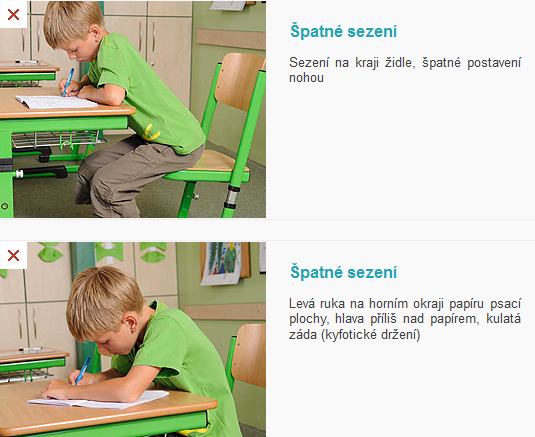 Špatné sezení
Sezení na kraji židle, špatné postavení
nohou
Špatné sezení
Levá ruka na horním okraji papíru psací
plochy, hlava příliš nad papírem, kulatá
záda (kyfotické držení)